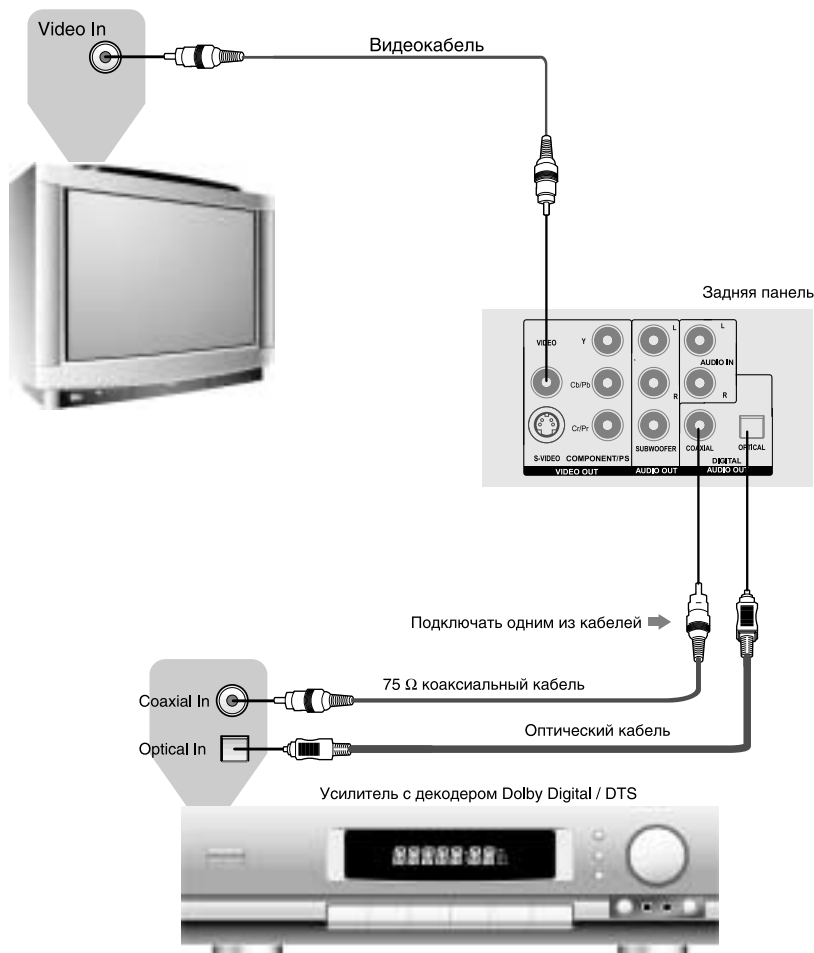 Video In
Видеокабель
Задняя панель
VIDEO Y L L
AUDIO IN
Cb/Pb R R
Cr/Pr
S-VIDEO COMPONENT/PS SUBWOOFER COAXIAL OPTICAL
DIGITAL
VIDEO OUT AUDIO OUT AUDIO OUT
Подключать одним из кабелей
75 Ω коаксиальный кабель
Coaxial In
Оптический кабель
Optical In
Усилитель с декодером Dolby Digital / DTS